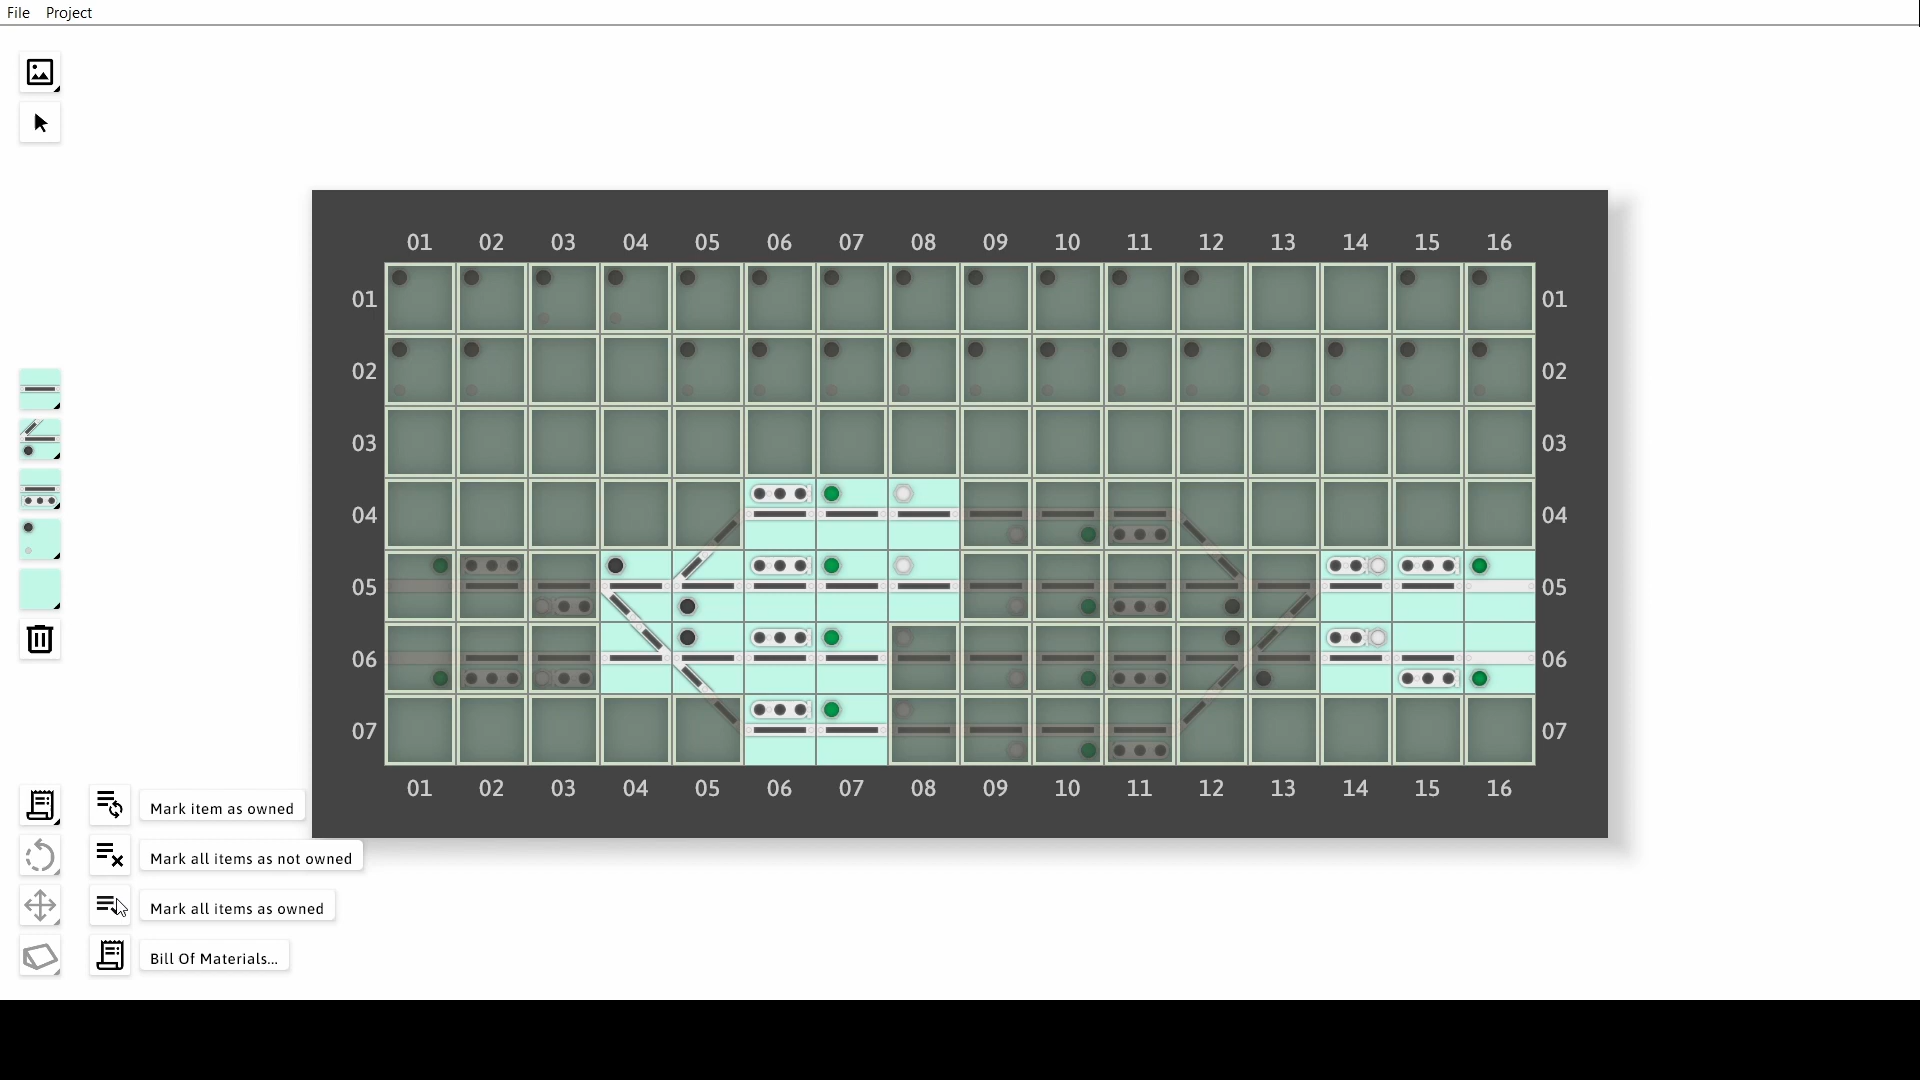 File Project
01 02 03 04 05 06 07 08 09 10 11 12 13 14 15 16
01 01
02 02
03 03
04 04
05 05
06 06
07 07
01 02 03 04 05 06 07 08 09 10 11 12 13 14 15 16
Mark item as owned
Mark all items as not owned
Mark all items as owned
Bill Of Materials...